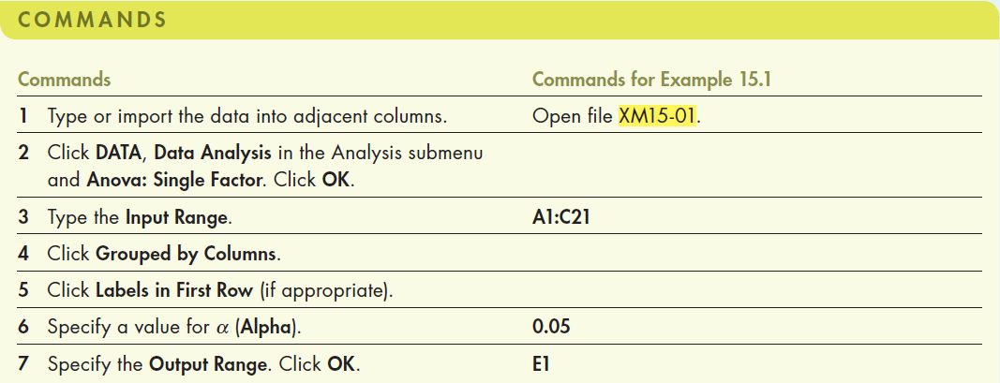 COMMANDS
Commands Commands for Example 15.1
1 Type or import the data into adjacent columns. Open file XM15-01.
2 Click DATA, Data Analysis in the Analysis submenu
and Anova: Single Factor. Click OK.
3 Type the Input Range. A1:C21
4 Click Grouped by Columns.
5 Click Labels in First Row (if appropriate).
6 Specify a value for α (Alpha). 0.05
7 Specify the Output Range. Click OK. E1